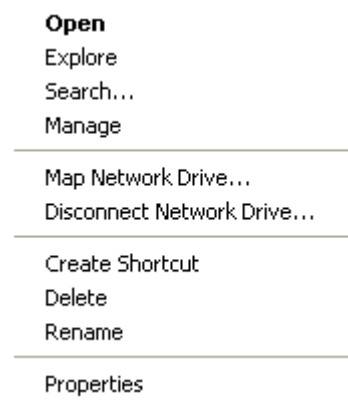 Open
Explore
Search...
Manage
Map Network Drive...
Disconnect Network Drive...
Create Shortcut
Delete
Rename
Properties